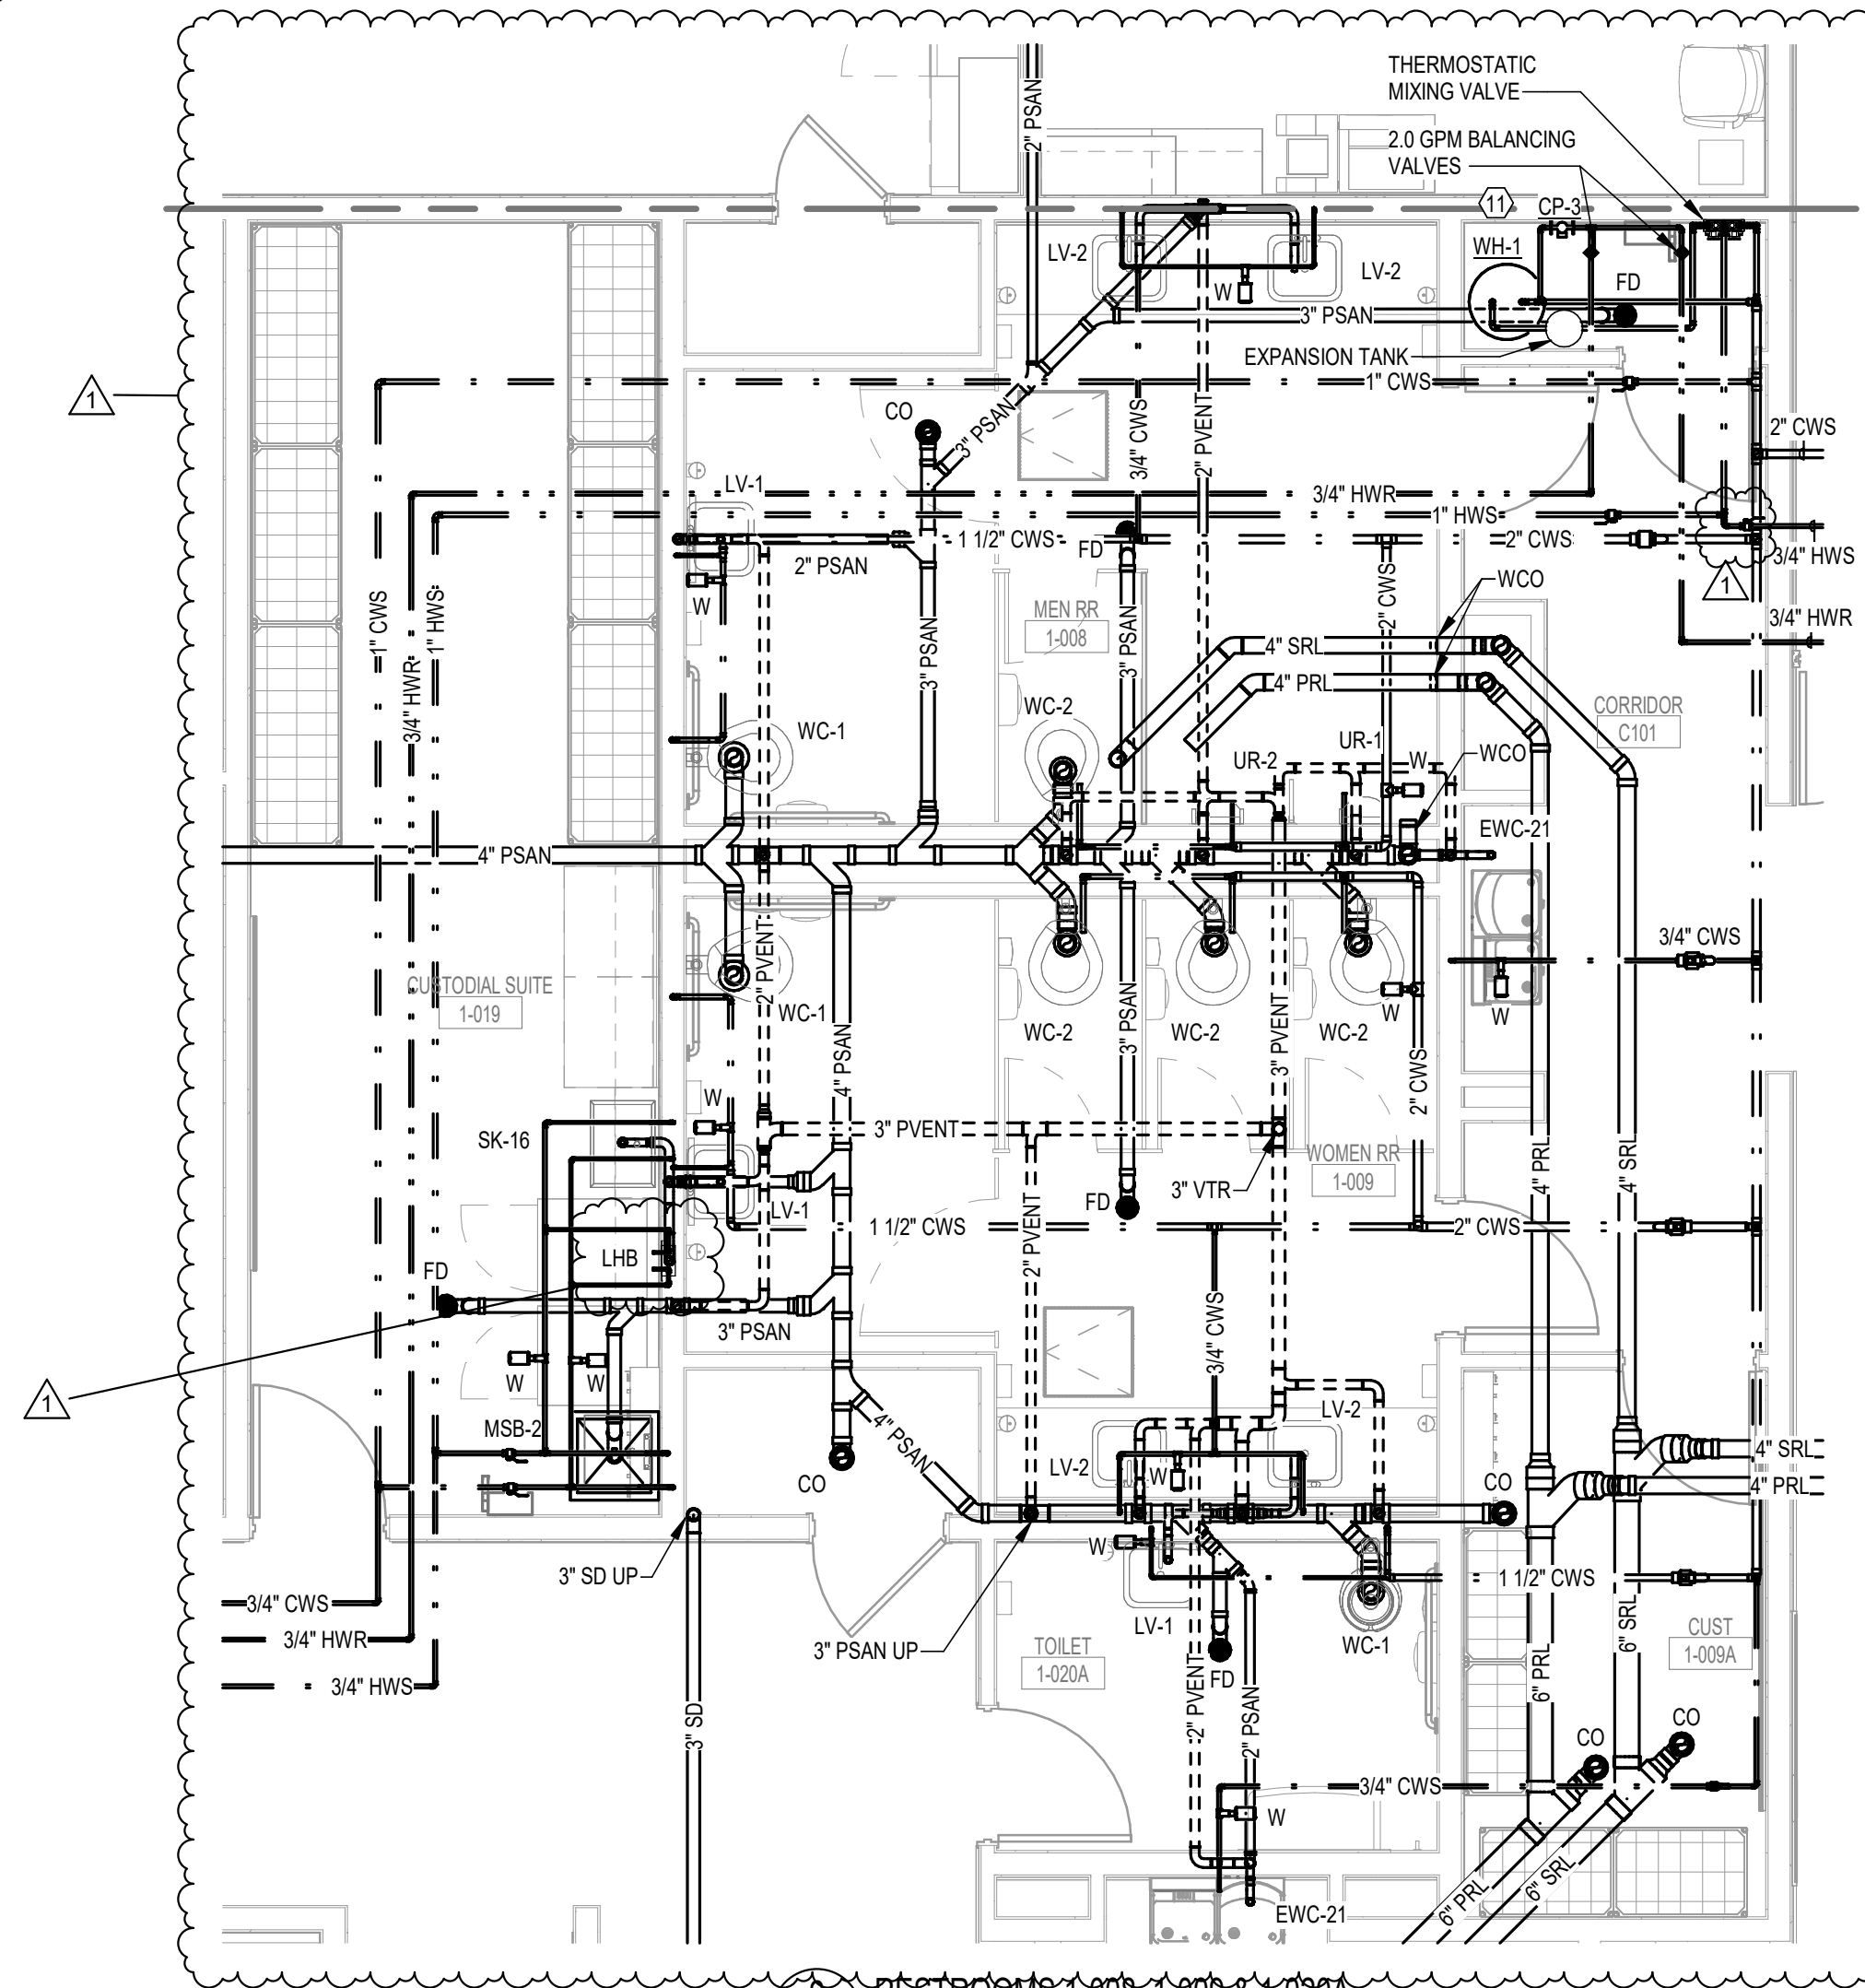 THERMOSTATIC
MIXING VALVE
2.0 GPM BALANCING
VALVES
2" PSAN
11
CP-3
WH-1
FD
LV-2
LV-2
W
3" PSAN
EXPANSION TANK
1" CWS
1
CO
3" PSAN
3/4" CWS
2" PVENT
2" CWS
LV-1
3/4" HWR
1" HWS
1 1/2" CWS
FD
2" CWS
3/4" HWS
2" PSAN
W
WCO
1
MEN RR
1-008
2" CWS
3/4" HWR
1" CWS
3/4" HWR
1" HWS
3" PSAN
3" PSAN
4" SRL
4" PRL
CORRIDOR
C101
WC-1
WC-2
UR-1
UR-2
W
WCO
EWC-21
4" PSAN
3/4" CWS
CUSTODIAL SUITE
1-019
2" PVENT
WC-1
4" PSAN
WC-2
3" PSAN
WC-2
3" PVENT
WC-2
W
W
2" CWS
W
SK-16
3" PVENT
WOMEN RR
1-009
4" PRL
4" SRL
3" VTR
FD
LV-1
1 1/2" CWS
2" CWS
2" PVENT
LHB
FD
3" PSAN
3/4" CWS
W
W
1
MSB-2
4" PSAN
LV-2
LV-2
W
CO
CO
4" SRL
4" PRL
W
3" SD UP
1 1/2" CWS
3/4" CWS
3/4" HWR
3/4" HWS
3" PSAN UP
TOILET
1-020A
LV-1
WC-1
FD
6" PRL
6" SRL
CUST
1-009A
3" SD
2" PVENT
2" PSAN
CO
CO
3/4" CWS
W
6" PRL
6" SRL
EWC-21
RESTROOMS 1-008, 1-009 & 1-020A